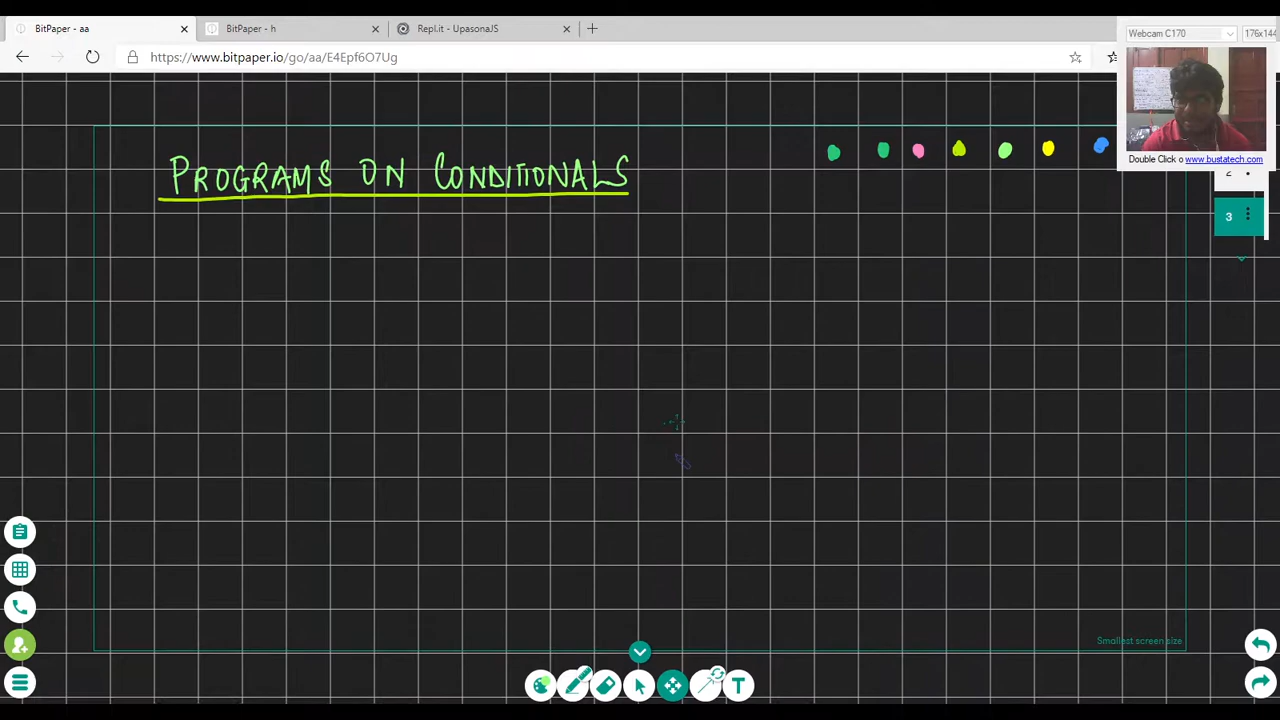 BitPaper - aa
BitPaper - h
Repl.it - UpasonaJS
https://www.bitpaper.io/go/aa/E4Epf6O7Ug
Webcam C170
176x144
Double Click o www.bustatech.com
PROGRAMS ON CONDITIONALS
2
3
Smallest screen size
T